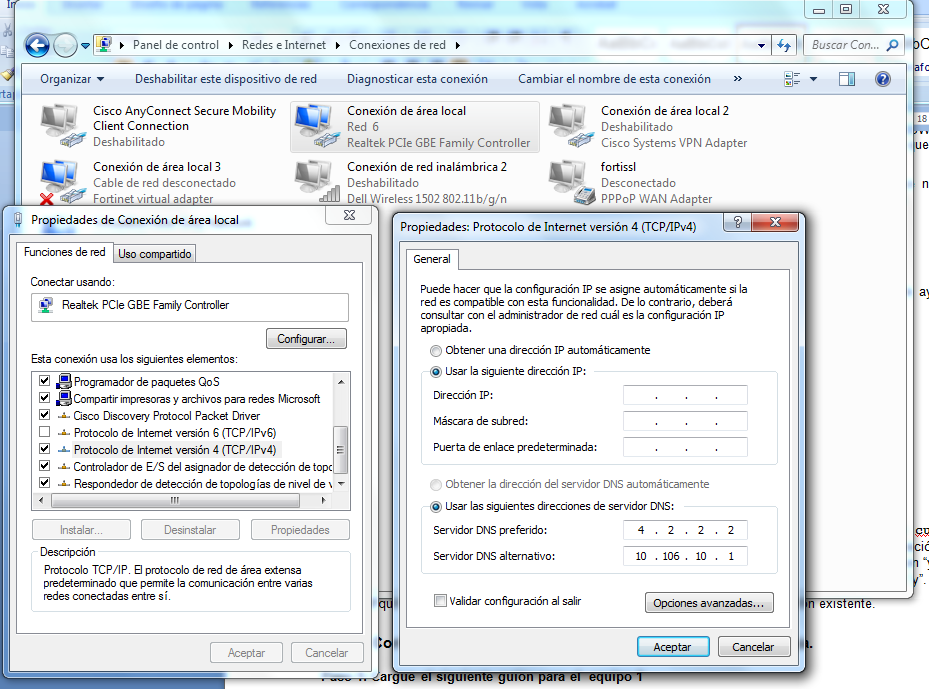 Panel de control ▸ Redes e Internet ▸ Conexiones de red ▸
Buscar Con...
Organizar
Deshabilitar este dispositivo de red
Diagnosticar esta conexión
Cambiar el nombre de esta conexión
»
18
Cisco AnyConnect Secure Mobility
Client Connection
Deshabilitado
Conexión de área local
Red 6
Realtek PCIe GBE Family Controller
Conexión de área local 2
Deshabilitado
Cisco Systems VPN Adapter
Conexión de área local 3
Cable de red desconectado
Fortinet virtual adapter
Conexión de red inalámbrica 2
Deshabilitado
Dell Wireless 1502 802.11b/g/n
fortissl
Desconectado
PPPoP WAN Adapter
Propiedades de Conexión de área local
Funciones de red
Uso compartido
Conectar usando:
Realtek PCIe GBE Family Controller
Configurar...
Esta conexión usa los siguientes elementos:
Programador de paquetes QoS
Compartir impresoras y archivos para redes Microsoft
Cisco Discovery Protocol Packet Driver
Protocolo de Internet versión 6 (TCP/IPv6)
Protocolo de Internet versión 4 (TCP/IPv4)
Controlador de E/S del asignador de detección de topo
Respondedor de detección de topologías de nivel de v
Instalar...
Desinstalar
Propiedades
Descripción
Protocolo TCP/IP. El protocolo de red de área extensa
predeterminado que permite la comunicación entre varias
redes conectadas entre sí.
Aceptar
Cancelar
Propiedades: Protocolo de Internet versión 4 (TCP/IPv4)
General
Puede hacer que la configuración IP se asigne automáticamente si la
red es compatible con esta funcionalidad. De lo contrario, deberá
consultar con el administrador de red cuál es la configuración IP
apropiada.
Obtener una dirección IP automáticamente
Usar la siguiente dirección IP:
Dirección IP:
. . .
Máscara de subred:
. . .
Puerta de enlace predeterminada:
. . .
Obtener la dirección del servidor DNS automáticamente
Usar las siguientes direcciones de servidor DNS:
Servidor DNS preferido:
4 . 2 . 2 . 2
Servidor DNS alternativo:
10 . 106 . 10 . 1
Validar configuración al salir
Opciones avanzadas...
Aceptar
Cancelar
n existente.
Paso 1. Cargue el siguiente guión para el equipo 1